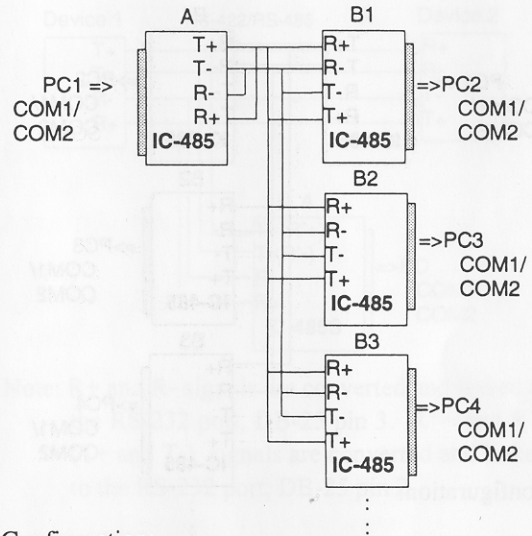 A
T+
T-
R-
R+
IC-485
PC1 =>
COM1/
COM2
B1
R+
R-
T-
T+
IC-485
=>PC2
COM1/
COM2
B2
R+
R-
T-
T+
IC-485
=>PC3
COM1/
COM2
B3
R+
R-
T-
T+
IC-485
=>PC4
COM1/
COM2